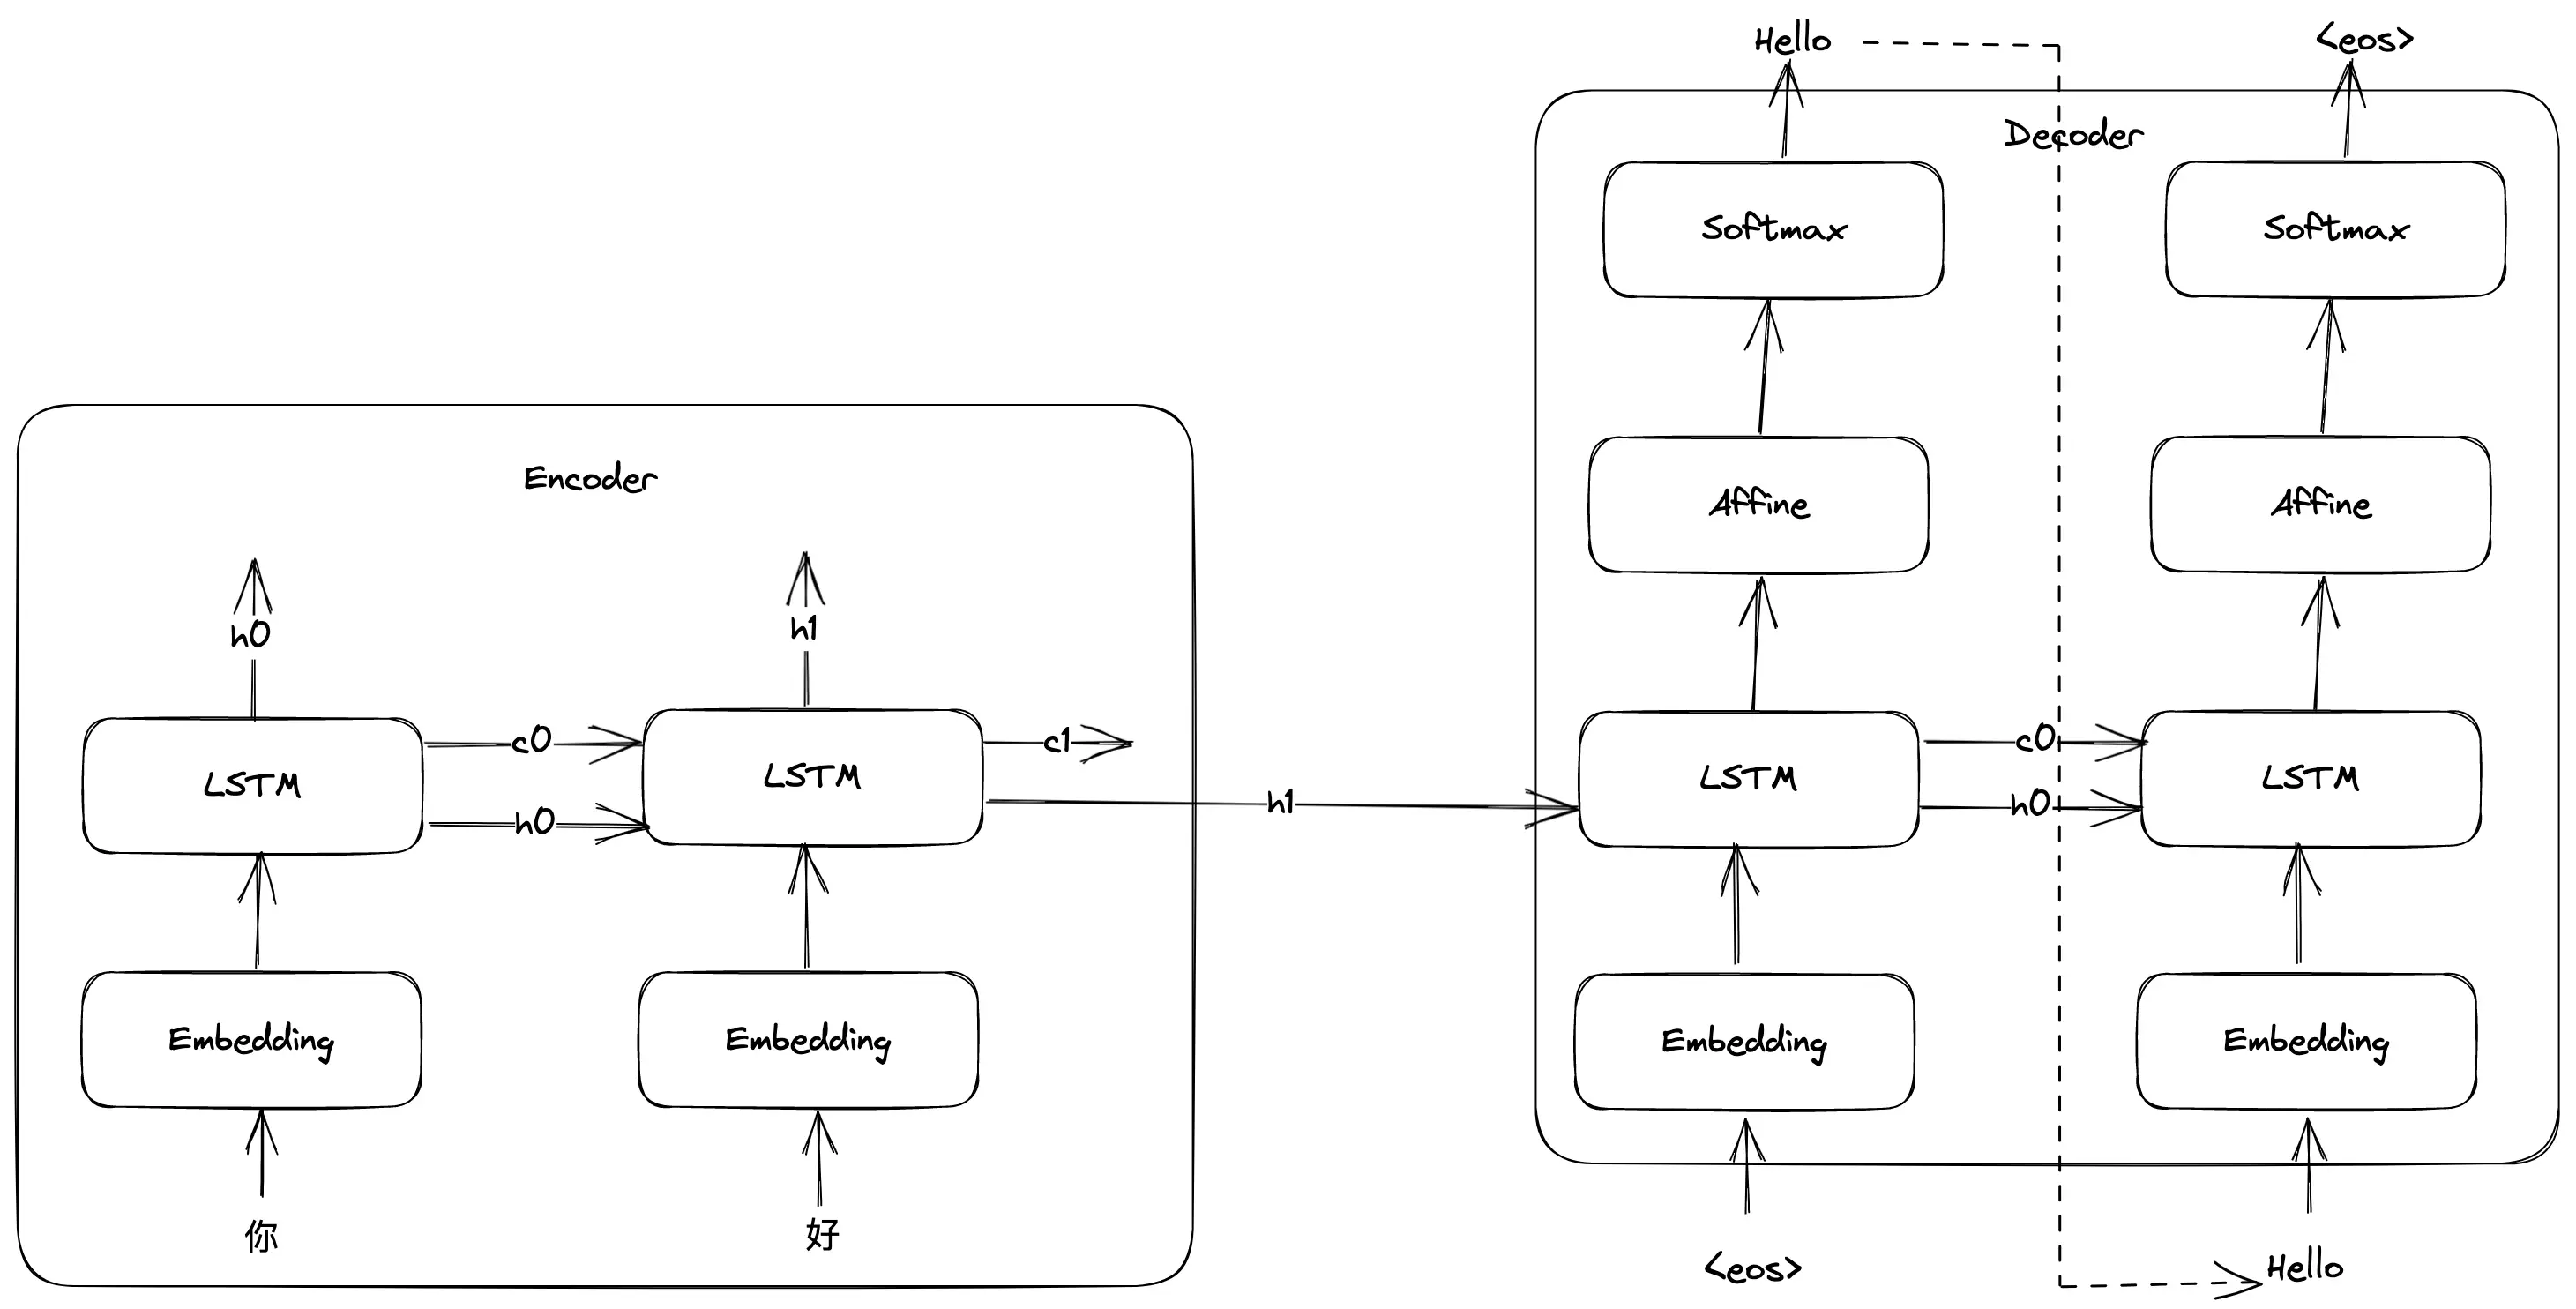 Hello
<eos>
Decoder
Softmax
Softmax
Encoder
Affine
Affine
h0
h1
LSTM
c0
h0
LSTM
c1
h1
LSTM
c0
h0
LSTM
Embedding
Embedding
Embedding
Embedding
你
好
<eos>
Hello